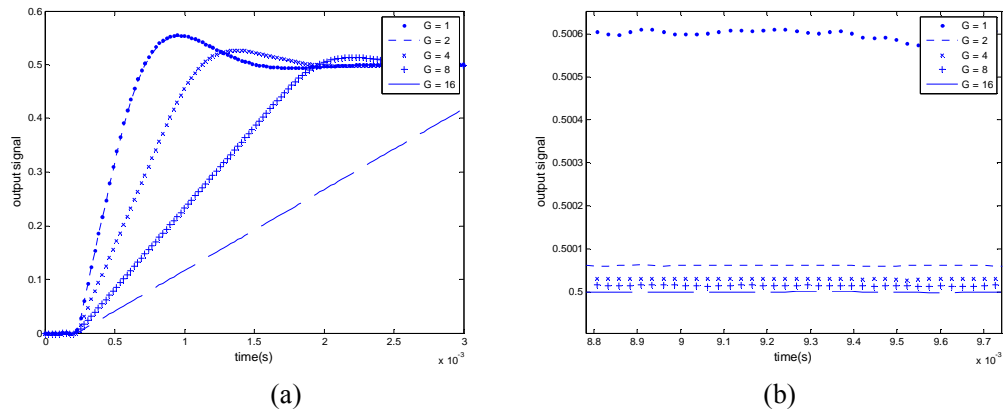 0.6
0.5
0.4
0.3
0.2
0.1
0
output signal
0
0.5
1
1.5
2
2.5
3
x 10⁻³
time(s)
G = 1
G = 2
G = 4
G = 8
G = 16
(a)
0.5006
0.5005
0.5004
0.5003
0.5002
0.5001
0.5
output signal
8.8
8.9
9
9.1
9.2
9.3
9.4
9.5
9.6
9.7
x 10⁻³
time(s)
G = 1
G = 2
G = 4
G = 8
G = 16
(b)